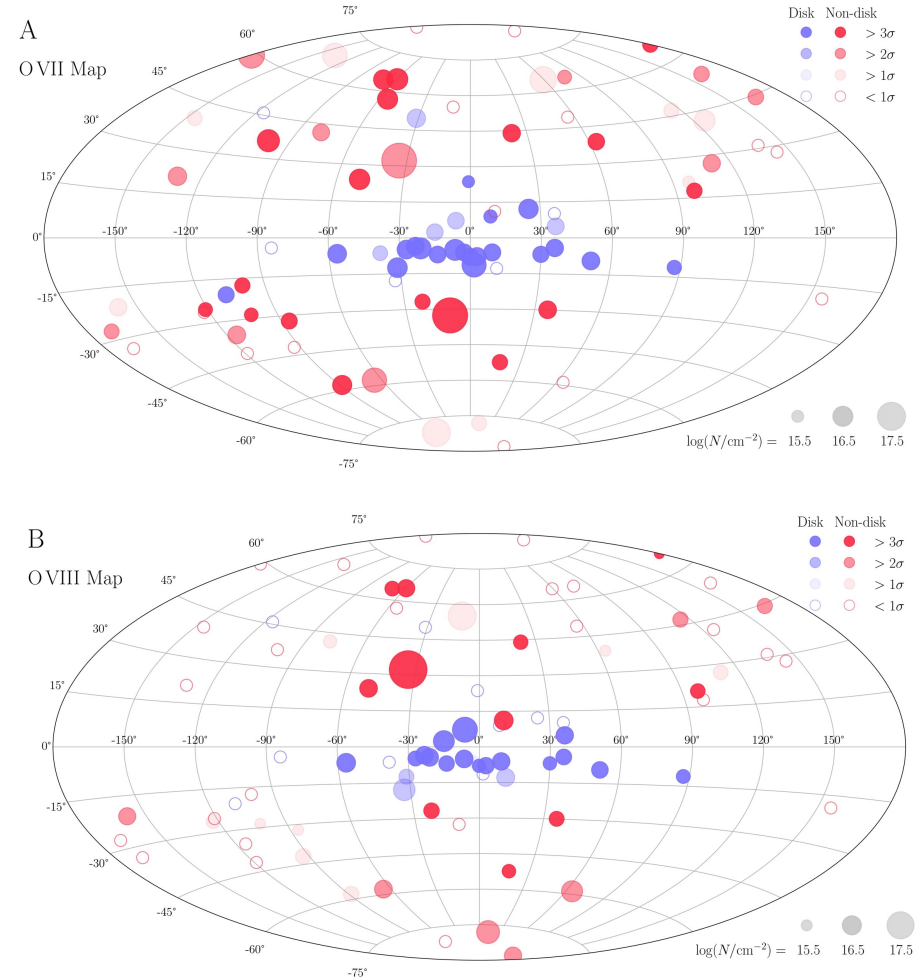 A
O VII Map
75°
60°
45°
30°
15°
0°
-15°
-30°
-45°
-60°
-75°
-150° -120° -90° -60° -30° 0° 30° 60° 90° 120° 150°
Disk Non-disk
> 3σ
> 2σ
> 1σ
< 1σ
log(N/cm⁻²) = 15.5 16.5 17.5
B
O VIII Map
75°
60°
45°
30°
15°
0°
-15°
-30°
-45°
-60°
-75°
-150° -120° -90° -60° -30° 0° 30° 60° 90° 120° 150°
Disk Non-disk
> 3σ
> 2σ
> 1σ
< 1σ
log(N/cm⁻²) = 15.5 16.5 17.5